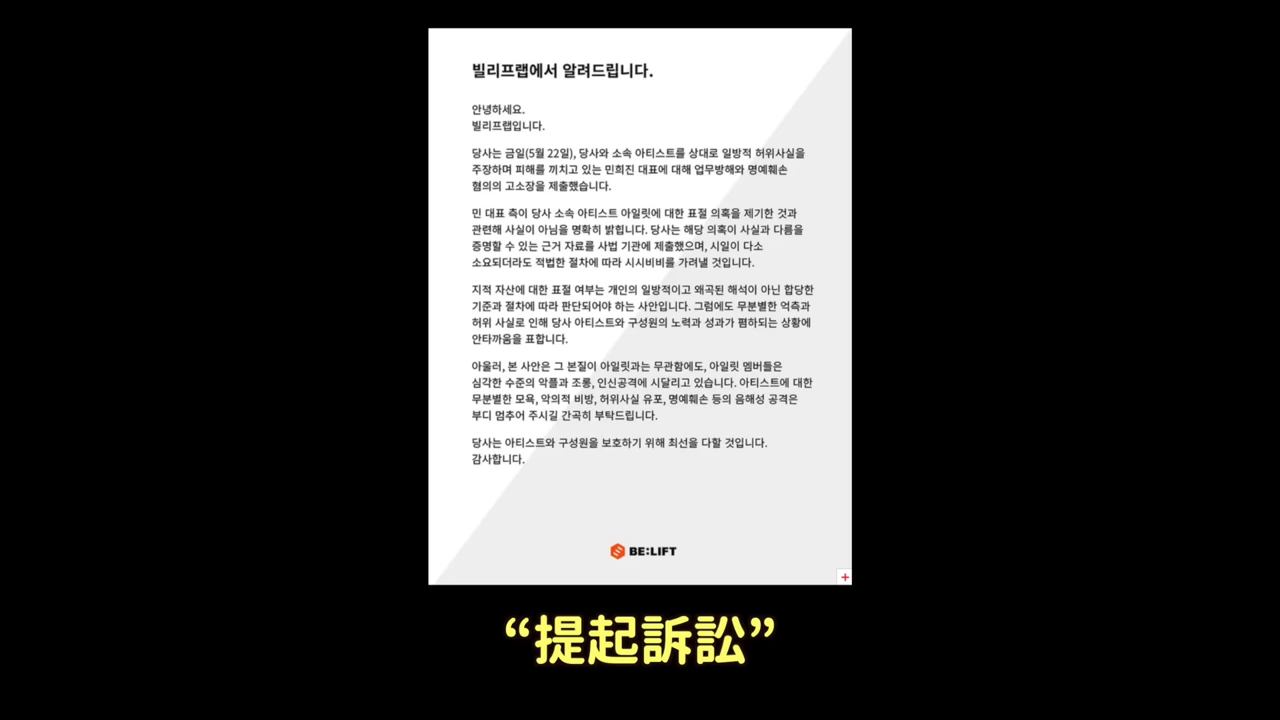 빌리프랩에서 알려드립니다.
안녕하세요.
빌리프랩입니다.
당사는 금일(5월 22일), 당사와 소속 아티스트를 상대로 일방적 허위사실을
주장하며 피해를 끼치고 있는 민희진 대표에 대해 업무방해와 명예훼손
혐의의 고소장을 제출했습니다.
민 대표 측이 당사 소속 아티스트 아일릿에 대한 표절 의혹을 제기한 것과
관련해 사실이 아님을 명확히 밝힙니다. 당사는 해당 의혹이 사실과 다름을
증명할 수 있는 근거 자료를 사법 기관에 제출했으며, 시일이 다소
소요되더라도 적법한 절차에 따라 시시비비를 가려낼 것입니다.
지적 자산에 대한 표절 여부는 개인의 일방적이고 왜곡된 해석이 아닌 합당한
기준과 절차에 따라 판단되어야 하는 사안입니다. 그럼에도 무분별한 억측과
허위 사실로 인해 당사 아티스트와 구성원의 노력과 성과가 폄하되는 상황에
안타까움을 표합니다.
아울러, 본 사안은 그 본질이 아일릿과는 무관함에도, 아일릿 멤버들은
심각한 수준의 악플과 조롱, 인신공격에 시달리고 있습니다. 아티스트에 대한
무분별한 모욕, 악의적 비방, 허위사실 유포, 명예훼손 등의 음해성 공격은
부디 멈추어 주시길 간곡히 부탁드립니다.
당사는 아티스트와 구성원을 보호하기 위해 최선을 다할 것입니다.
감사합니다.
BE:LIFT
“提起訴訟”